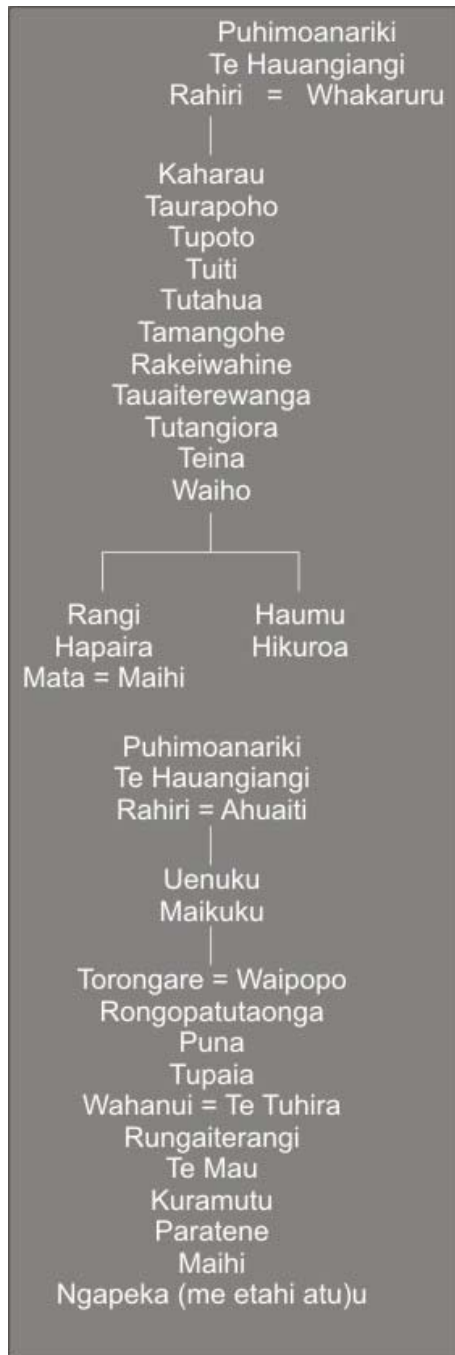 Puhimoanariki
Te Hauangiangi
Rahiri = Whakaruru
Kaharau
Taurapoho
Tupoto
Tuiti
Tutahua
Tamangohe
Rakeiwahine
Tauaiterewanga
Tutangiora
Teina
Waiho
Rangi Haumu
Hapaira Hikuroa
Mata = Maihi
Puhimoanariki
Te Hauangiangi
Rahiri = Ahuaiti
Uenuku
Maikuku
Torongare = Waipopo
Rongopatutaonga
Puna
Tupaia
Wahanui = Te Tuhira
Rungaiterangi
Te Mau
Kuramutu
Paratene
Maihi
Ngapeka (me etahi atu)u